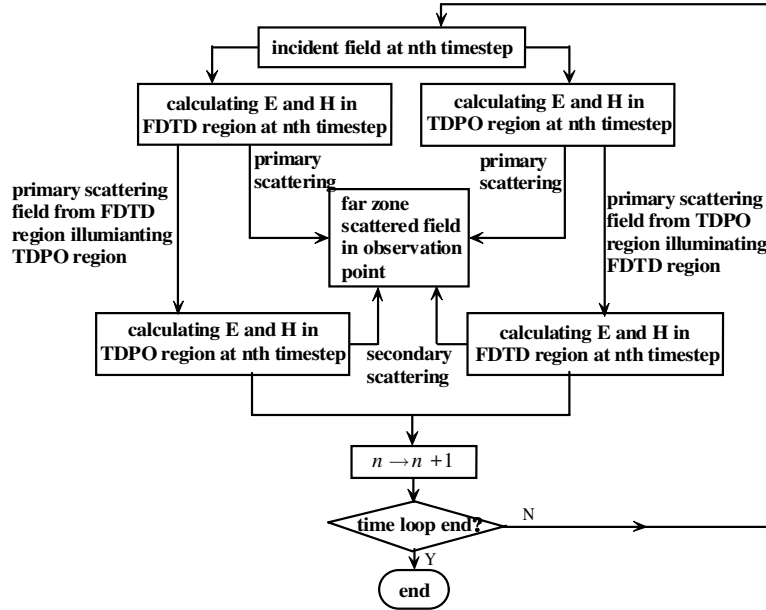 incident field at nth timestep
calculating E and H in
FDTD region at nth timestep
calculating E and H in
TDPO region at nth timestep
primary
scattering
primary
scattering
primary scattering
field from FDTD
region illumianting
TDPO region
far zone
scattered field
in observation
point
primary scattering
field from TDPO
region illuminating
FDTD region
calculating E and H in
TDPO region at nth timestep
secondary
scattering
calculating E and H in
FDTD region at nth timestep
n → n +1
time loop end?
N
Y
end